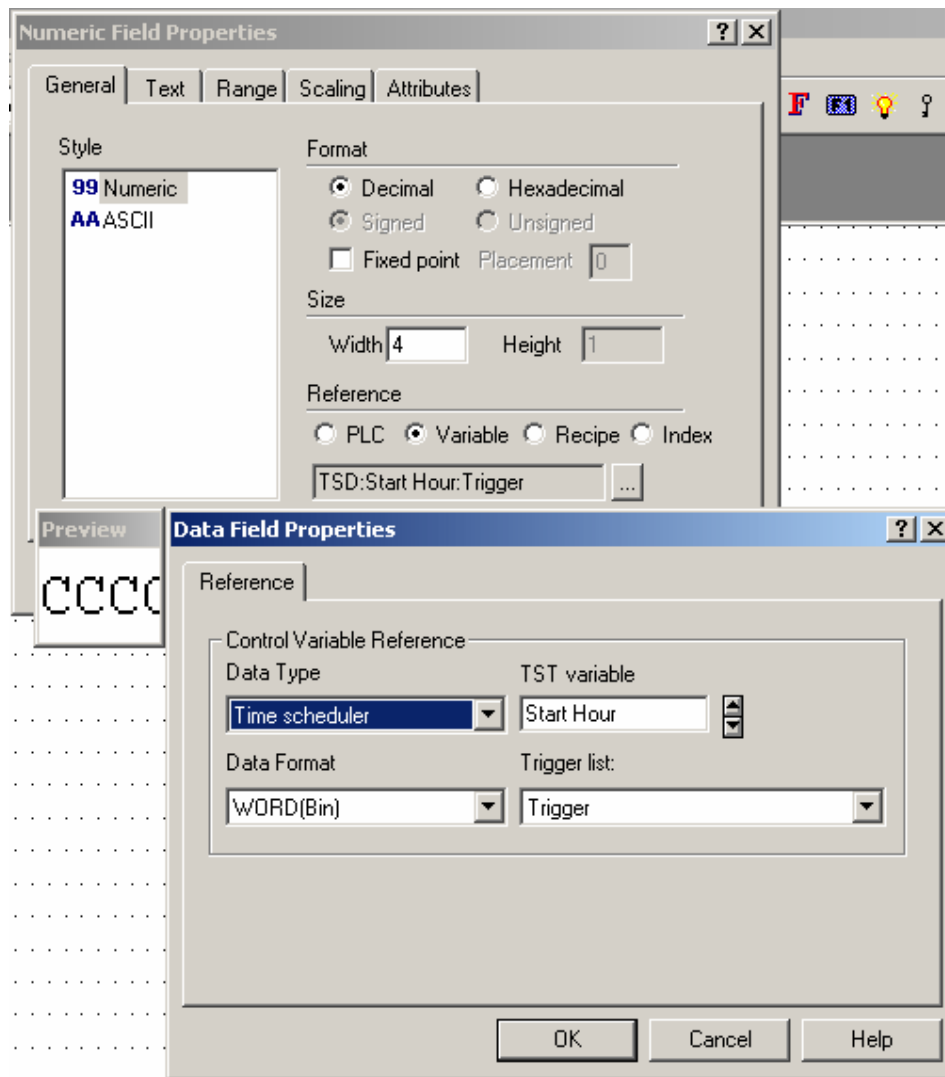 Numeric Field Properties
General Text Range Scaling Attributes
F F1
Style
99 Numeric
AA ASCII
Format
Decimal Hexadecimal
Signed Unsigned
Fixed point Placement 0
Size
Width 4 Height 1
Reference
PLC Variable Recipe Index
TSD:Start Hour:Trigger ...
Preview
CCCC
Data Field Properties
Reference
Control Variable Reference
Data Type TST variable
Time scheduler Start Hour
Data Format Trigger list:
WORD(Bin) Trigger
OK Cancel Help